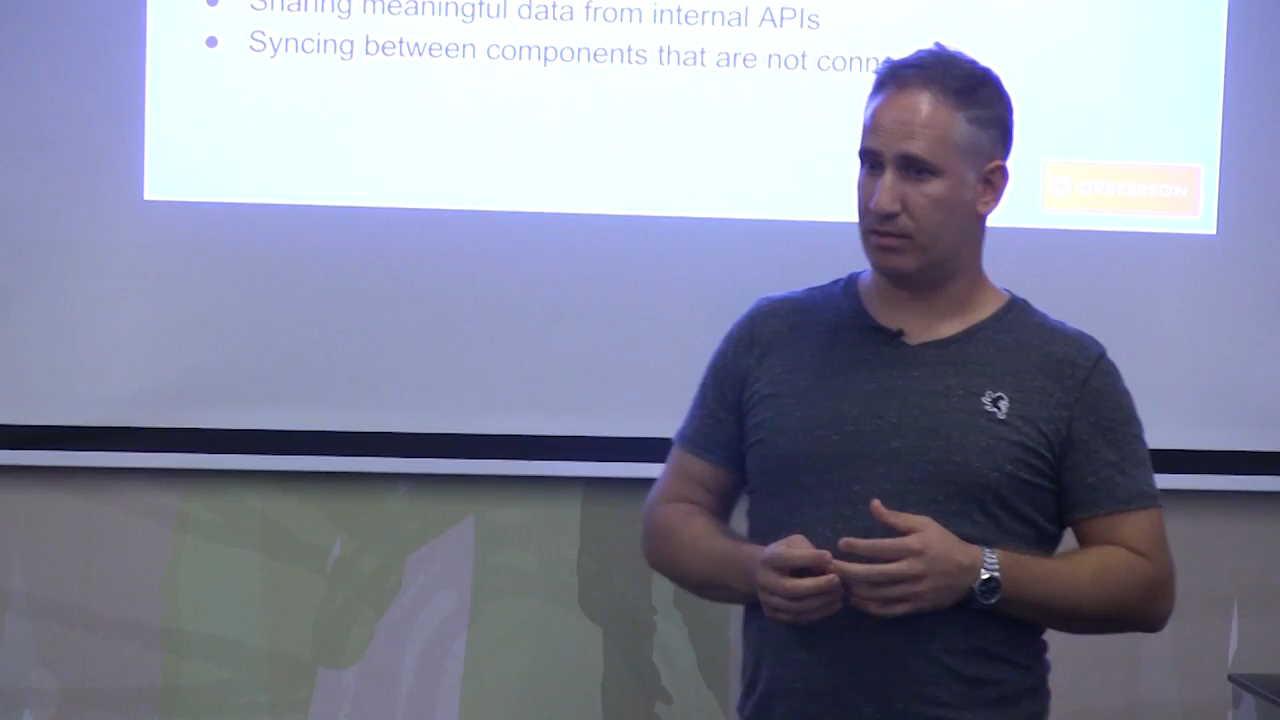 Sharing meaningful data from internal APIs
Syncing between components that are not conn
LIVEPERSON